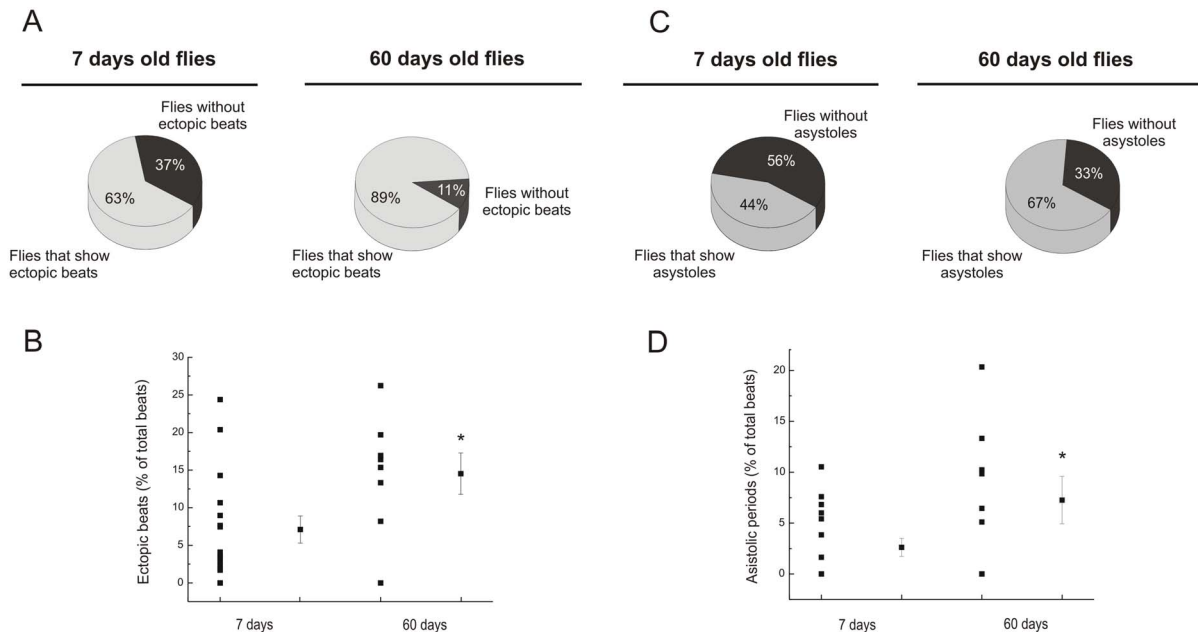 A
7 days old flies
60 days old flies
Flies without
ectopic beats
37%
63%
Flies that show
ectopic beats
89%
11%
Flies without
ectopic beats
Flies that show
ectopic beats
C
7 days old flies
60 days old flies
Flies without
asystoles
56%
44%
Flies that show
asystoles
Flies without
asystoles
33%
67%
Flies that show
asystoles
B
Ectopic beats (% of total beats)
30
25
20
15
10
5
0
*
7 days
60 days
D
Asistolic periods (% of total beats)
20
15
10
5
0
*
7 days
60 days